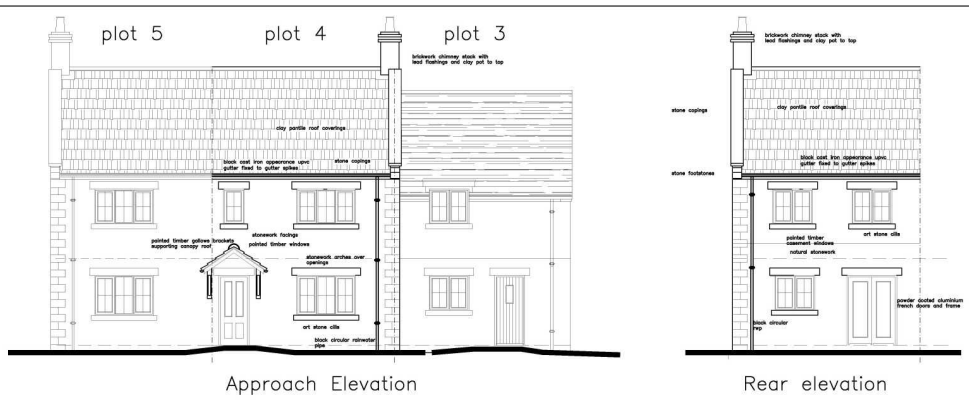 plot 5
plot 4
plot 3
brickwork chimney stack with
lead flashings and clay pot to top
clay pantile roof coverings
black cast iron appearance upvc
gutter fixed to gutter spikes
stone copings
stonework facings
painted timber gallows brackets
supporting canopy roof
painted timber windows
stonework arches over
openings
art stone cills
black circular rainwater
pipe
Approach Elevation
brickwork chimney stack with
lead flashings and clay pot to top
stone copings
clay pantile roof coverings
black cast iron appearance upvc
gutter fixed to gutter spikes
stone footstones
art stone cills
painted timber
casement windows
natural stonework
powder coated aluminium
french doors and frame
black circular
rwp
Rear elevation